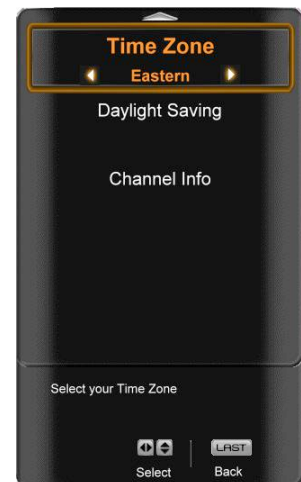 Time Zone
Eastern
Daylight Saving
Channel Info
Select your Time Zone
LAST
Select Back